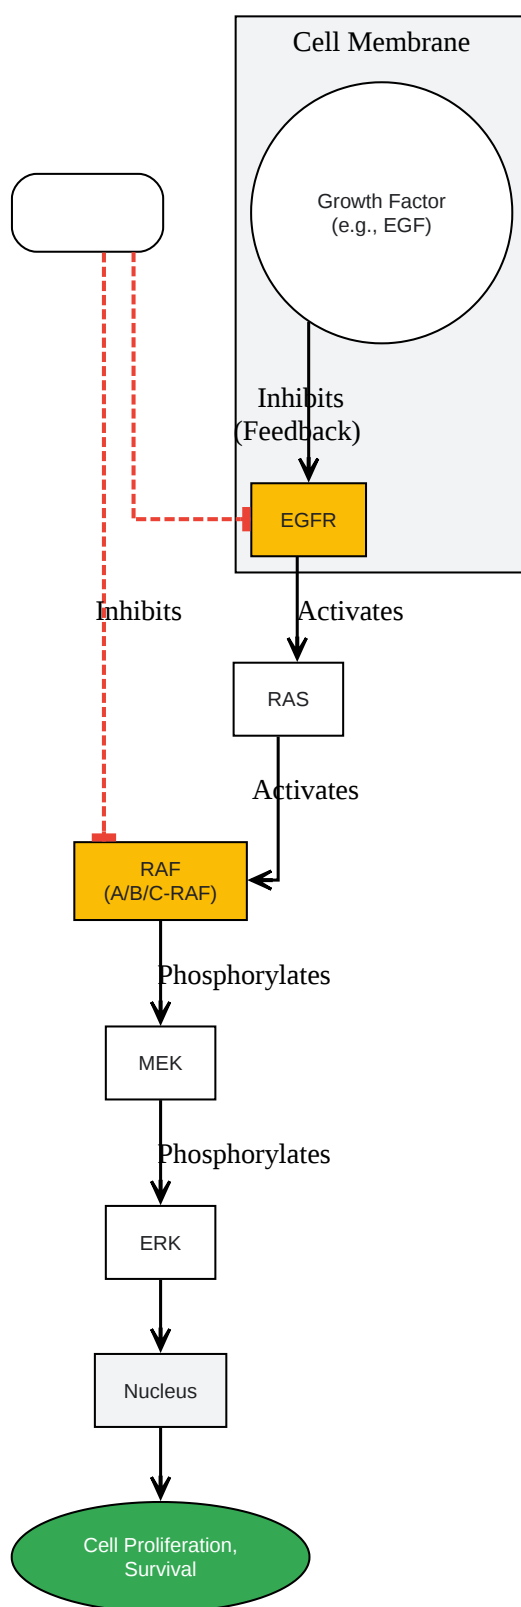 Cell Membrane
Growth Factor
(e.g., EGF)
Inhibits
(Feedback)
EGFR
Inhibits
Activates
RAS
Activates
RAF
(A/B/C-RAF)
Phosphorylates
MEK
Phosphorylates
ERK
Nucleus
Cell Proliferation,
Survival